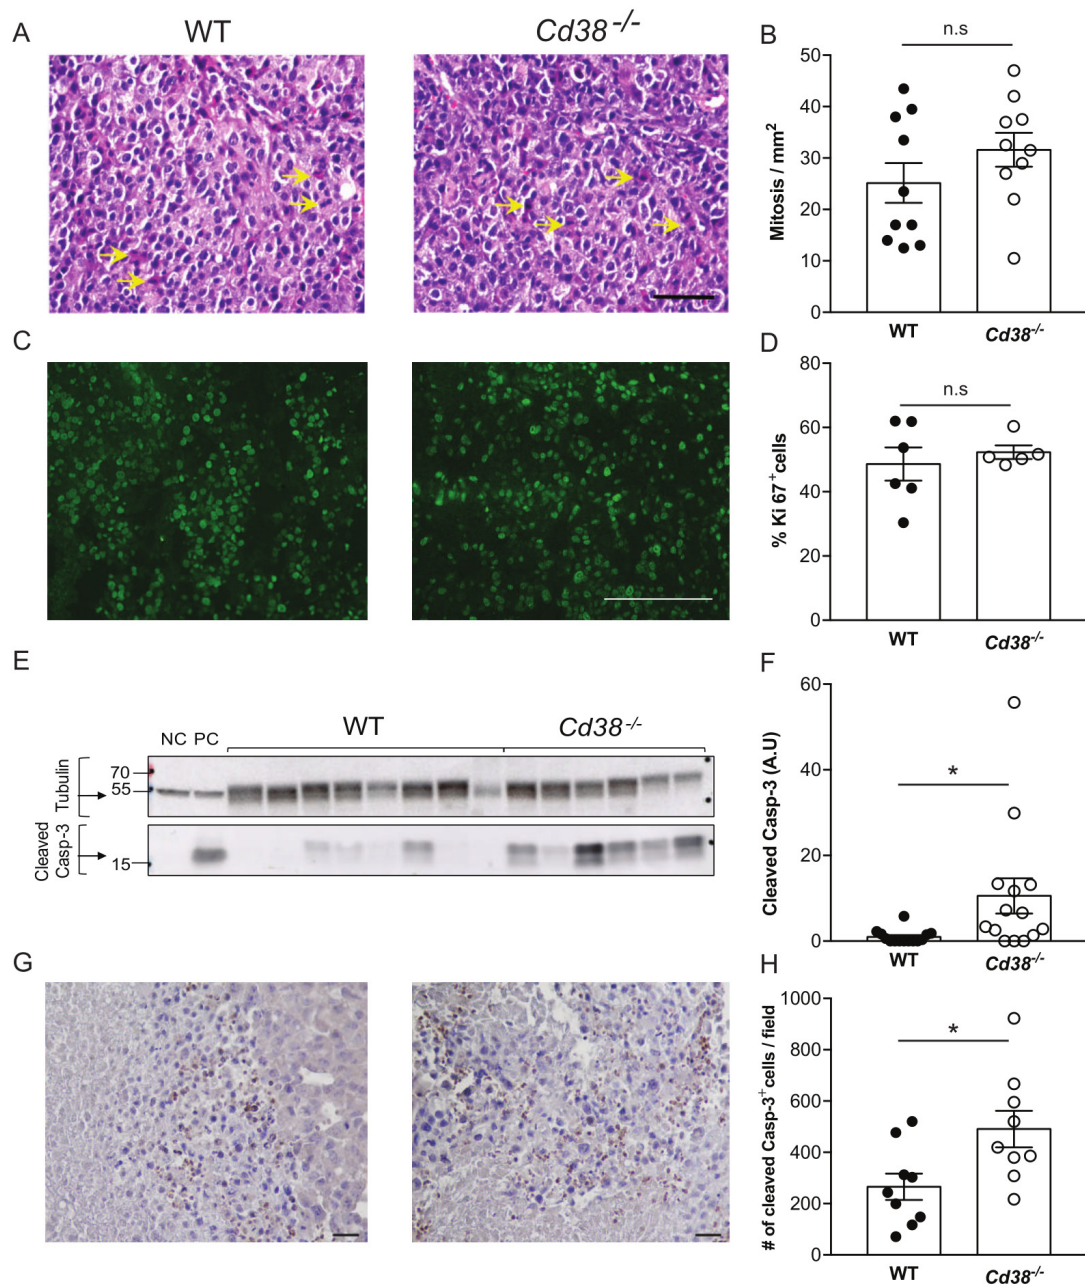 A
WT
Cd38-/-
B
n.s
Mitosis / mm2
50
40
30
20
10
0
WT
Cd38-/-
C
D
n.s
% Ki 67+cells
80
60
40
20
0
WT
Cd38-/-
E
WT
Cd38-/-
NC PC
Tubulin
70
55
Cleaved
Casp-3
15
F
*
Cleaved Casp-3 (A.U)
60
40
20
0
WT
Cd38-/-
G
H
*
# of cleaved Casp-3+cells / field
1000
800
600
400
200
0
WT
Cd38-/-